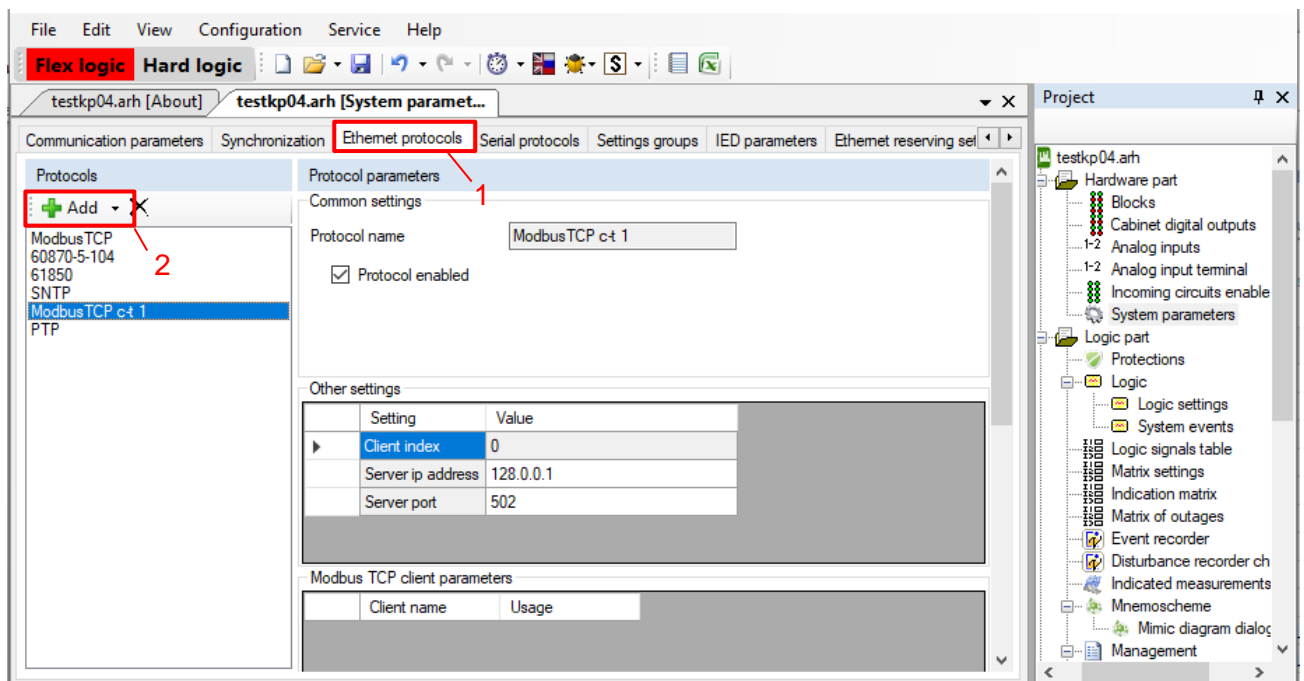 File Edit View Configuration Service Help
Flex logic Hard logic
testkp04.arh [About] testkp04.arh [System paramet...
Communication parameters Synchronization Ethernet protocols Serial protocols Settings groups IED parameters Ethernet reserving set
1
Protocols
Add
2
ModbusTCP
60870-5-104
61850
SNTP
ModbusTCP c-t 1
PTP
Protocol parameters
Common settings
Protocol name ModbusTCP c-t 1
Protocol enabled
Other settings
Setting Value
Client index 0
Server ip address 128.0.0.1
Server port 502
Modbus TCP client parameters
Client name Usage
Project
testkp04.arh
Hardware part
Blocks
Cabinet digital outputs
1-2 Analog inputs
1-2 Analog input terminal
Incoming circuits enable
System parameters
Logic part
Protections
Logic
Logic settings
System events
Logic signals table
Matrix settings
Indication matrix
Matrix of outages
Event recorder
Disturbance recorder ch
Indicated measurements
Mnemoscheme
Mimic diagram dialog
Management